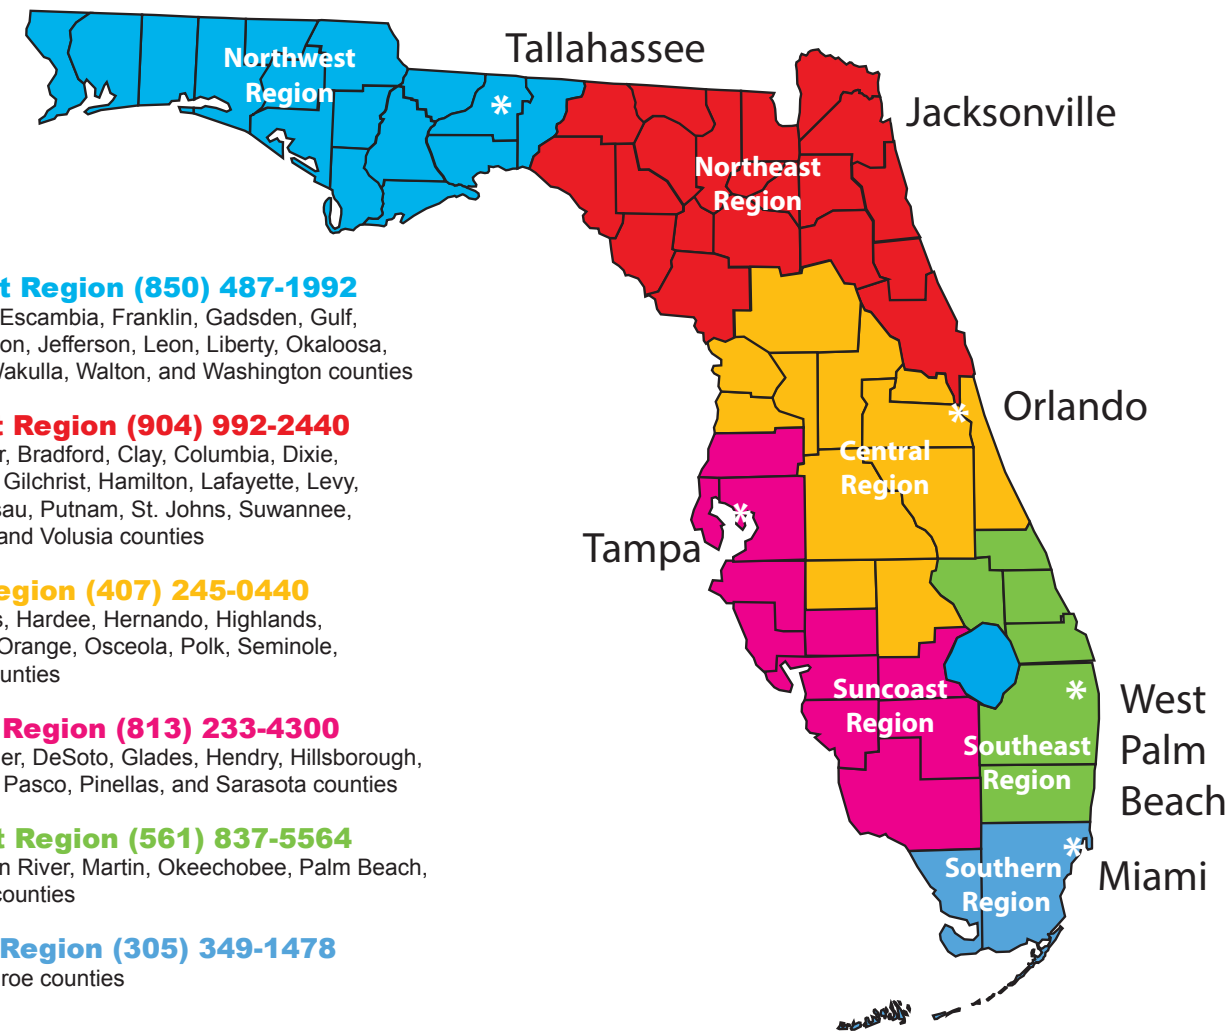 Tallahassee
Northwest
Region
Jacksonville
Northeast
Region
Orlando
Central
Region
Tampa
Suncoast
Region
West
Palm
Beach
Southeast
Region
Southern
Region
Miami
t Region (850) 487-1992
Escambia, Franklin, Gadsden, Gulf,
on, Jefferson, Leon, Liberty, Okaloosa,
Wakulla, Walton, and Washington counties
t Region (904) 992-2440
r, Bradford, Clay, Columbia, Dixie,
Gilchrist, Hamilton, Lafayette, Levy,
sau, Putnam, St. Johns, Suwannee,
and Volusia counties
egion (407) 245-0440
s, Hardee, Hernando, Highlands,
Orange, Osceola, Polk, Seminole,
unties
Region (813) 233-4300
er, DeSoto, Glades, Hendry, Hillsborough,
Pasco, Pinellas, and Sarasota counties
t Region (561) 837-5564
n River, Martin, Okeechobee, Palm Beach,
counties
Region (305) 349-1478
roe counties